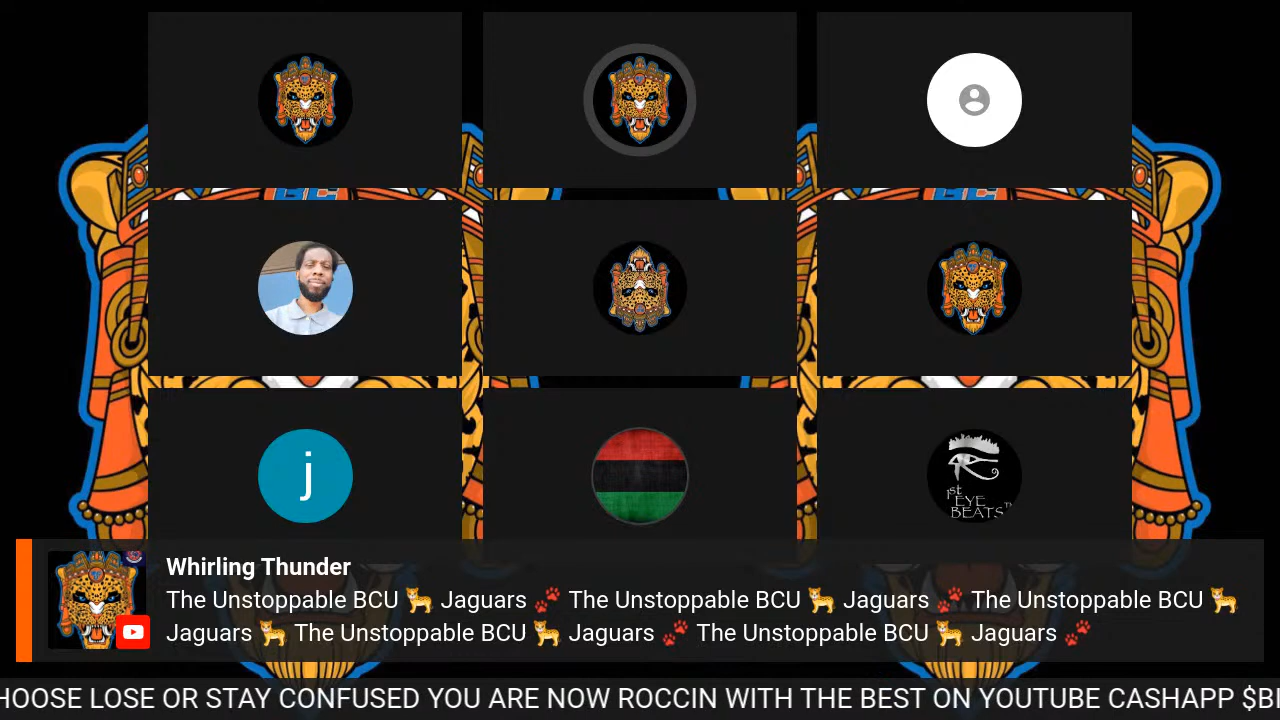 j
1st
EYE
BEATS™
Whirling Thunder
The Unstoppable BCU 🐆 Jaguars 🐾 The Unstoppable BCU 🐆 Jaguars 🐾 The Unstoppable BCU 🐆
Jaguars 🐆 The Unstoppable BCU 🐆 Jaguars 🐾 The Unstoppable BCU 🐆 Jaguars 🐾
HOOSE LOSE OR STAY CONFUSED YOU ARE NOW ROCCIN WITH THE BEST ON YOUTUBE CASHAPP